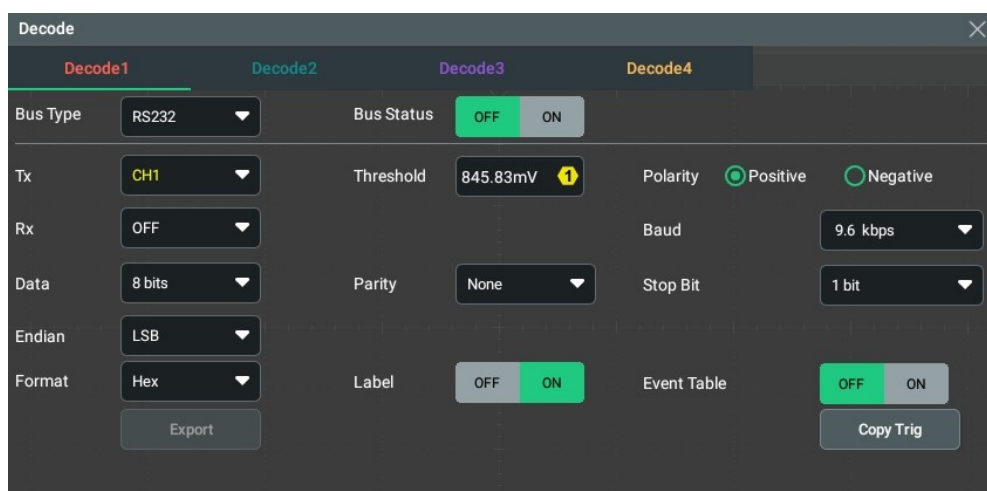 Decode
Decode1 Decode2 Decode3 Decode4
Bus Type RS232 Bus Status OFF ON
Tx CH1 Threshold 845.83mV 1 Polarity Positive Negative
Rx OFF Baud 9.6 kbps
Data 8 bits Parity None Stop Bit 1 bit
Endian LSB
Format Hex Label OFF ON Event Table OFF ON
Export Copy Trig